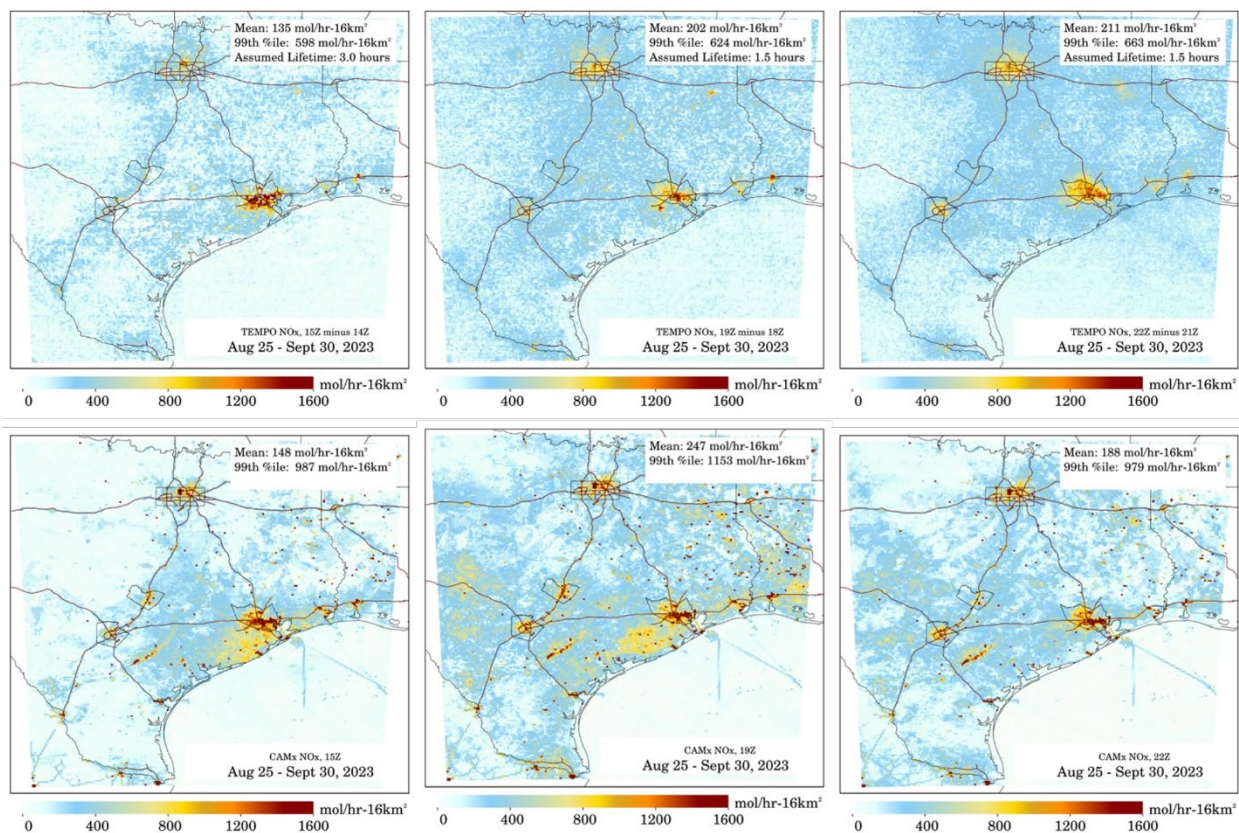 Mean: 135 mol/hr-16km²
99th %ile: 598 mol/hr-16km²
Assumed Lifetime: 3.0 hours
TEMPO NOx, 15Z minus 14Z
Aug 25 - Sept 30, 2023
0 400 800 1200 1600 mol/hr-16km²
Mean: 202 mol/hr-16km²
99th %ile: 624 mol/hr-16km²
Assumed Lifetime: 1.5 hours
TEMPO NOx, 19Z minus 18Z
Aug 25 - Sept 30, 2023
0 400 800 1200 1600 mol/hr-16km²
Mean: 211 mol/hr-16km²
99th %ile: 663 mol/hr-16km²
Assumed Lifetime: 1.5 hours
TEMPO NOx, 22Z minus 21Z
Aug 25 - Sept 30, 2023
0 400 800 1200 1600 mol/hr-16km²
Mean: 148 mol/hr-16km²
99th %ile: 987 mol/hr-16km²
CAMx NOx, 15Z
Aug 25 - Sept 30, 2023
0 400 800 1200 1600 mol/hr-16km²
Mean: 247 mol/hr-16km²
99th %ile: 1153 mol/hr-16km²
CAMx NOx, 19Z
Aug 25 - Sept 30, 2023
0 400 800 1200 1600 mol/hr-16km²
Mean: 188 mol/hr-16km²
99th %ile: 979 mol/hr-16km²
CAMx NOx, 22Z
Aug 25 - Sept 30, 2023
0 400 800 1200 1600 mol/hr-16km²